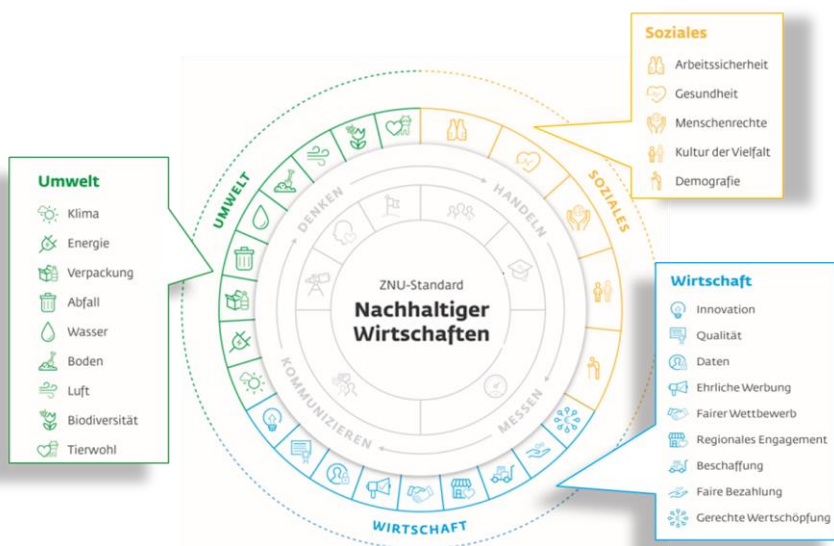 Soziales
Arbeitssicherheit
Gesundheit
Menschenrechte
Kultur der Vielfalt
Demografie
Umwelt
Klima
Energie
Verpackung
Abfall
Wasser
Boden
Luft
Biodiversität
Tierwohl
UMWELT
SOZIALES
DENKEN
HANDELN
ZNU-Standard
Nachhaltiger
Wirtschaften
KOMMUNIZIEREN
MESSEN
WIRTSCHAFT
Wirtschaft
Innovation
Qualität
Daten
Ehrliche Werbung
Fairer Wettbewerb
Regionales Engagement
Beschaffung
Faire Bezahlung
Gerechte Wertschöpfung